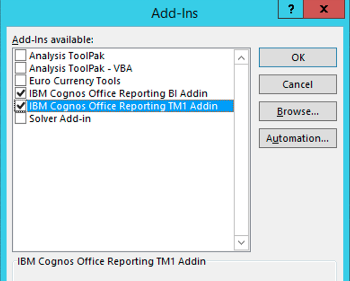 Add-Ins
?
Add-Ins available:
Analysis ToolPak
Analysis ToolPak - VBA
Euro Currency Tools
IBM Cognos Office Reporting BI Addin
IBM Cognos Office Reporting TM1 Addin
Solver Add-in
OK
Cancel
Browse...
Automation...
IBM Cognos Office Reporting TM1 Addin